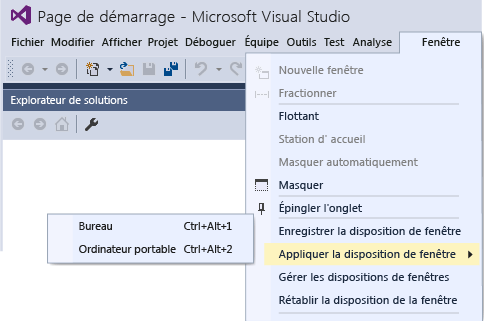 Page de démarrage - Microsoft Visual Studio
Fichier Modifier Afficher Projet Déboguer Équipe Outils Test Analyse Fenêtre
Nouvelle fenêtre
Fractionner
Explorateur de solutions
Flottant
Station d' accueil
Masquer automatiquement
Masquer
Épingler l'onglet
Bureau Ctrl+Alt+1
Enregistrer la disposition de fenêtre
Ordinateur portable Ctrl+Alt+2
Appliquer la disposition de fenêtre
Gérer les dispositions de fenêtres
Rétablir la disposition de la fenêtre